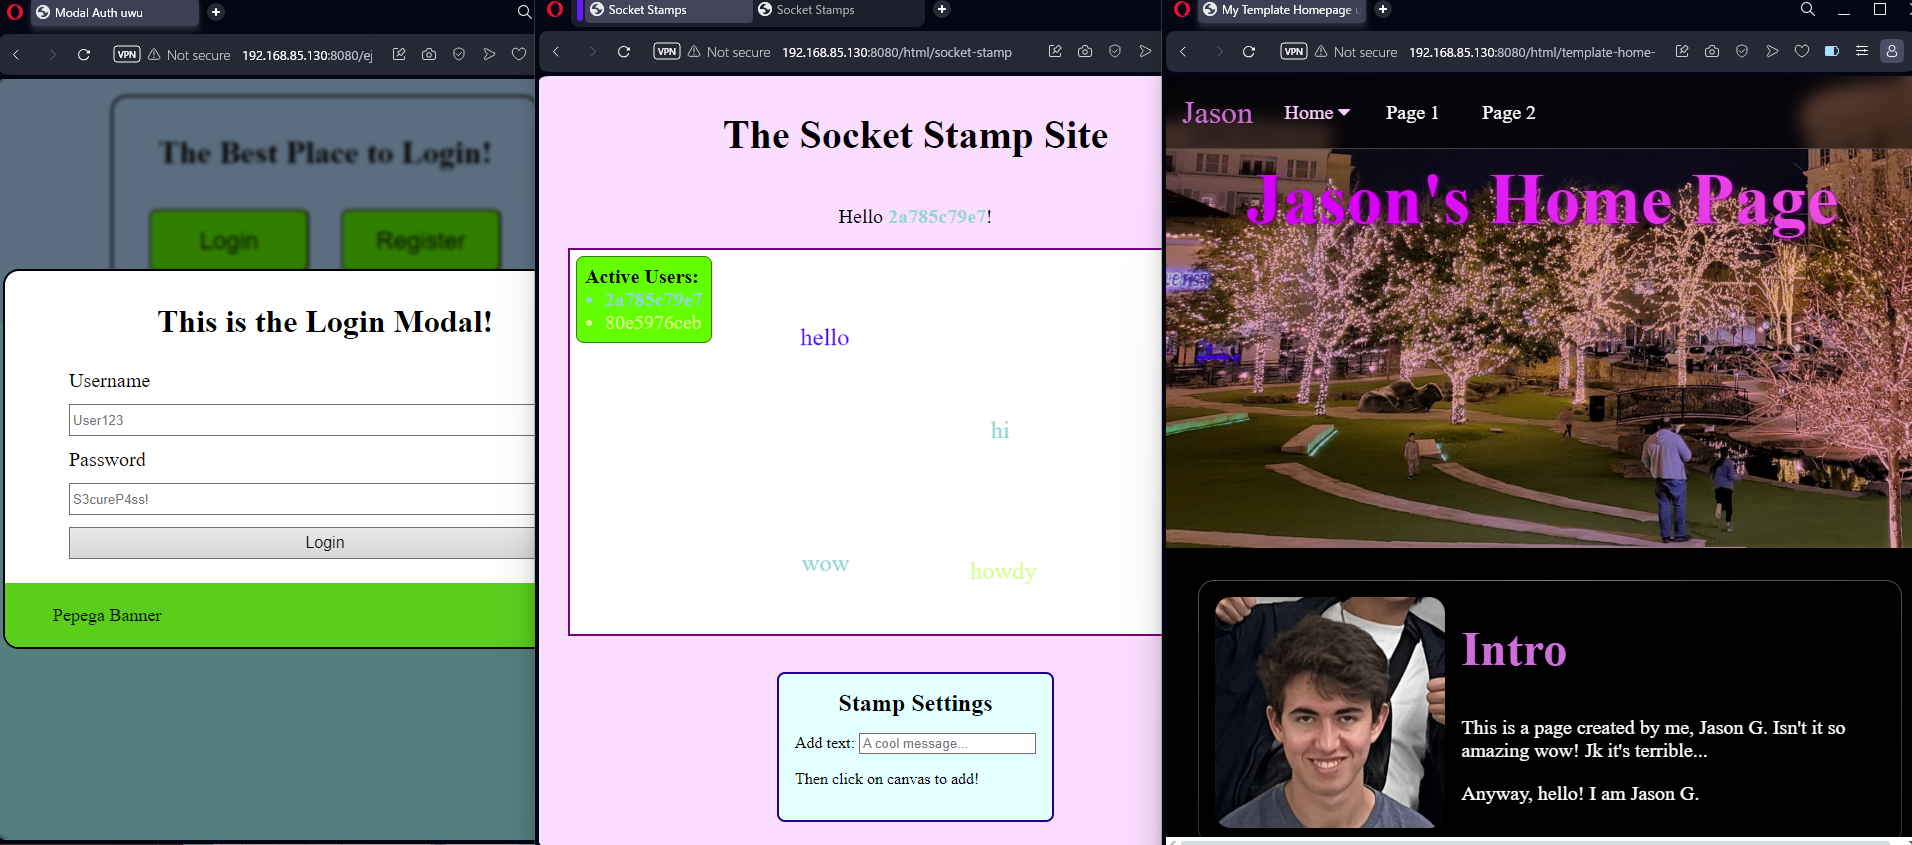 Modal Auth uwu
VPN Not secure 192.168.85.130:8080/ej
The Best Place to Login!
Login Register
This is the Login Modal!
Username
User123
Password
S3cureP4ss!
Login
Pepega Banner
Socket Stamps Socket Stamps
VPN Not secure 192.168.85.130:8080/html/socket-stamp
The Socket Stamp Site
Hello 2a785c79e7!
Active Users:
2a785c79e7
80e5976ceb
hello
hi
wow
howdy
Stamp Settings
Add text: A cool message...
Then click on canvas to add!
My Template Homepage u
VPN Not secure 192.168.85.130:8080/html/template-home-
Jason Home Page 1 Page 2
Jason's Home Page
Intro
This is a page created by me, Jason G. Isn't it so
amazing wow! Jk it's terrible...
Anyway, hello! I am Jason G.